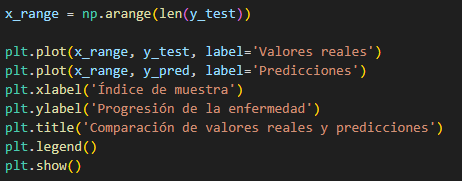 x_range = np.arange(len(y_test))
plt.plot(x_range, y_test, label='Valores reales')
plt.plot(x_range, y_pred, label='Predicciones')
plt.xlabel('Índice de muestra')
plt.ylabel('Progresión de la enfermedad')
plt.title('Comparación de valores reales y predicciones')
plt.legend()
plt.show()